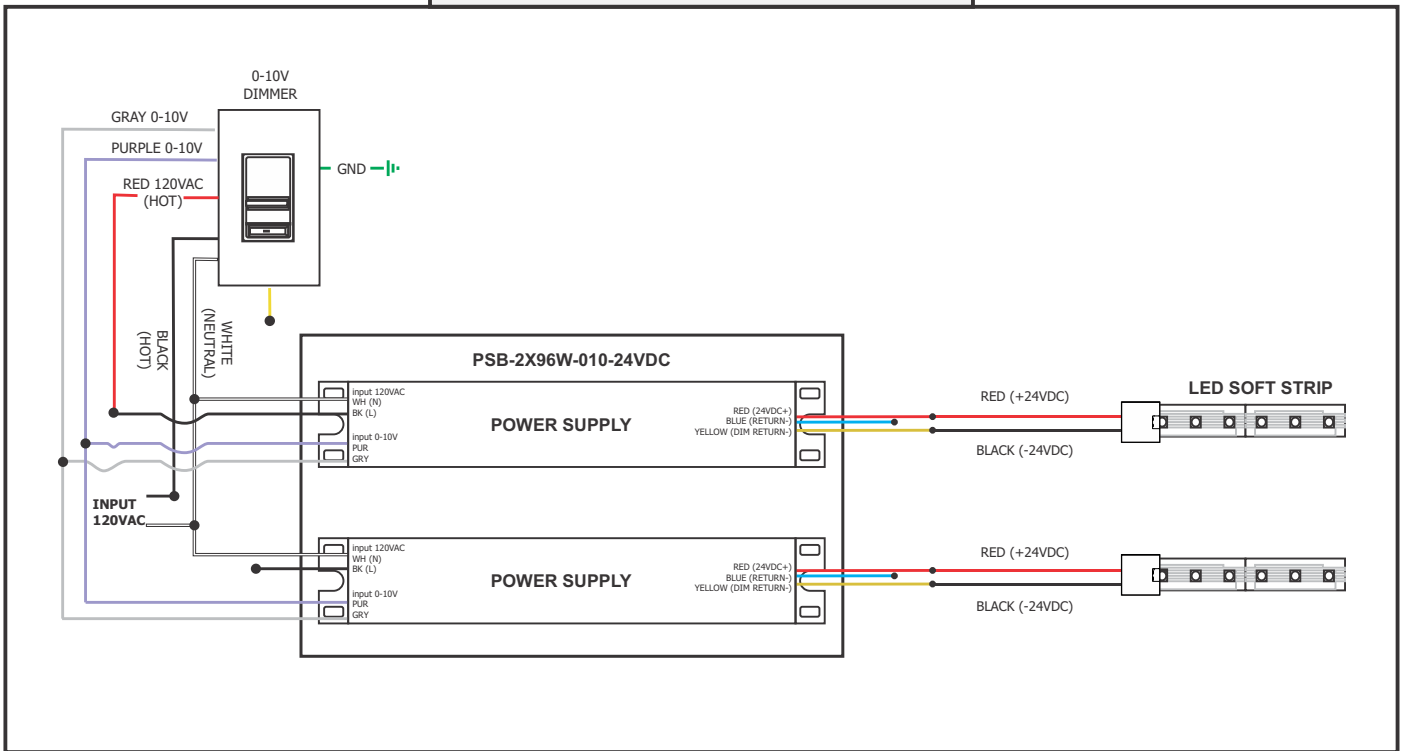 0-10V
DIMMER
GRAY 0-10V
PURPLE 0-10V
RED 120VAC
(HOT)
GND
BLACK
(HOT)
WHITE
(NEUTRAL)
PSB-2X96W-010-24VDC
input 120VAC
WH (N)
BK (L)
input 0-10V
PUR
GRY
POWER SUPPLY
RED (24VDC+)
BLUE (RETURN-)
YELLOW (DIM RETURN-)
RED (+24VDC)
BLACK (-24VDC)
LED SOFT STRIP
INPUT
120VAC
input 120VAC
WH (N)
BK (L)
input 0-10V
PUR
GRY
POWER SUPPLY
RED (24VDC+)
BLUE (RETURN-)
YELLOW (DIM RETURN-)
RED (+24VDC)
BLACK (-24VDC)